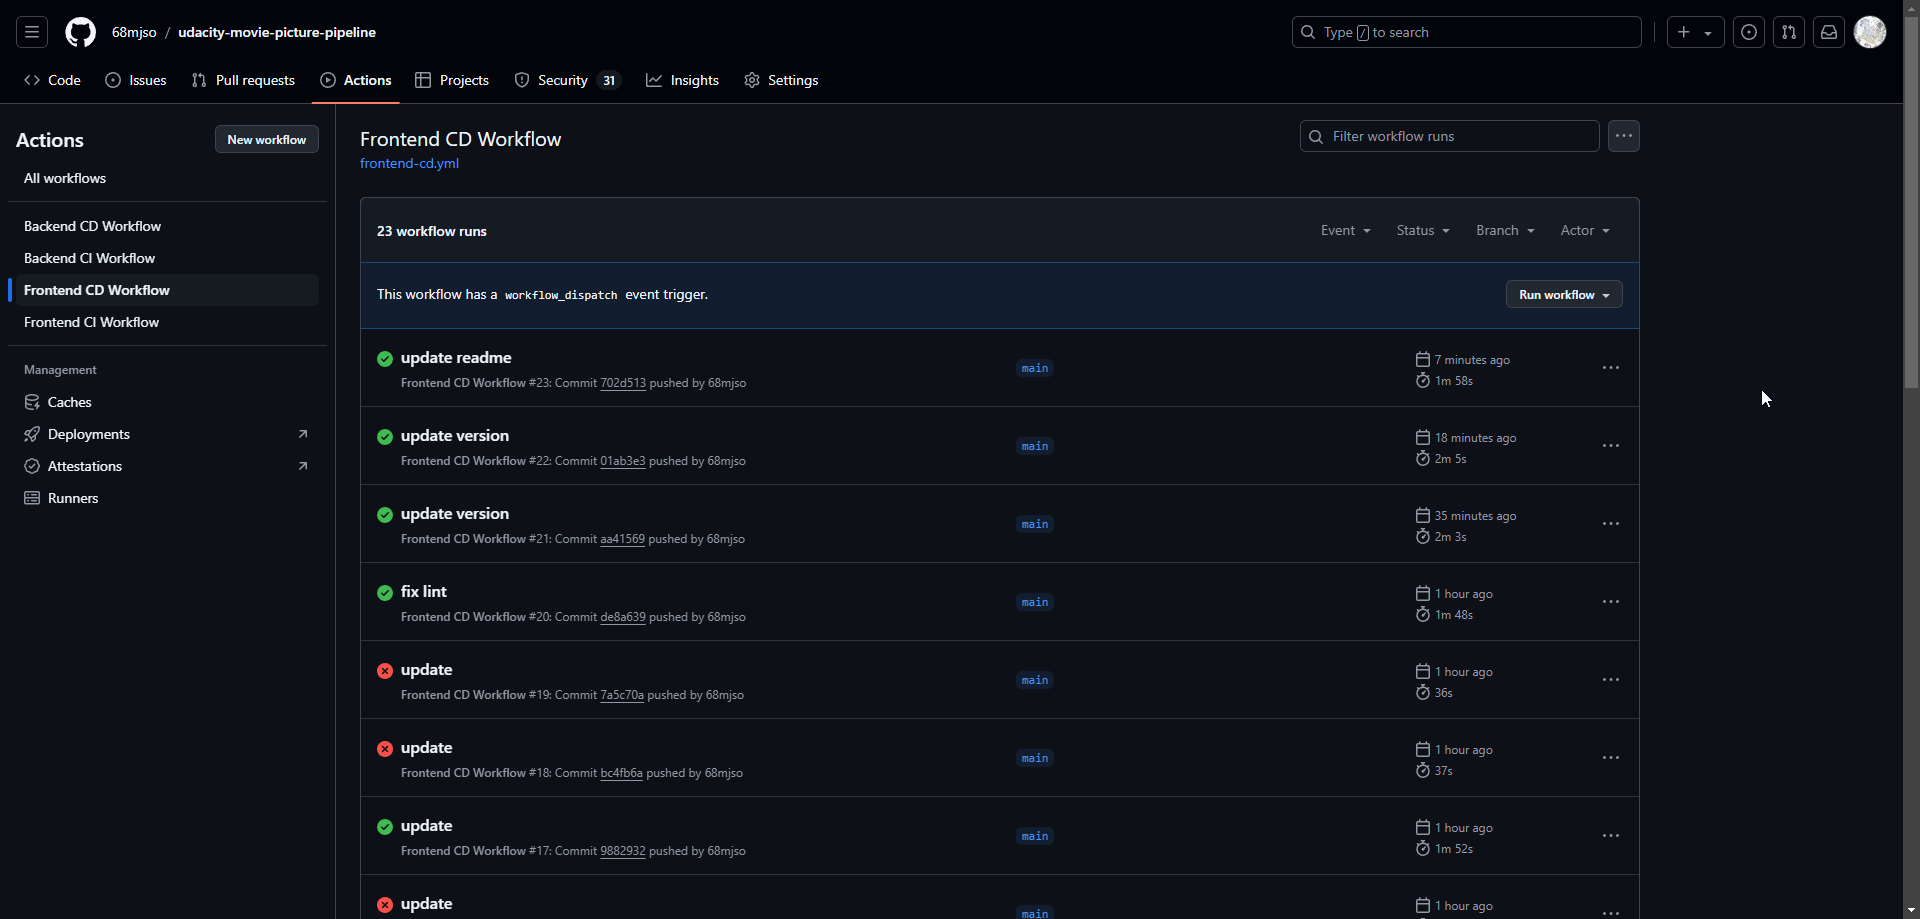 68mjso / udacity-movie-picture-pipeline
Type / to search
Code Issues Pull requests Actions Projects Security 31 Insights Settings
Actions
New workflow
All workflows
Backend CD Workflow
Backend CI Workflow
Frontend CD Workflow
Frontend CI Workflow
Management
Caches
Deployments
Attestations
Runners
Frontend CD Workflow
frontend-cd.yml
Filter workflow runs
23 workflow runs
Event Status Branch Actor
This workflow has a workflow_dispatch event trigger.
Run workflow
update readme
Frontend CD Workflow #23: Commit 702d513 pushed by 68mjso
main
7 minutes ago
1m 58s
update version
Frontend CD Workflow #22: Commit 01ab3e3 pushed by 68mjso
main
18 minutes ago
2m 5s
update version
Frontend CD Workflow #21: Commit aa41569 pushed by 68mjso
main
35 minutes ago
2m 3s
fix lint
Frontend CD Workflow #20: Commit de8a639 pushed by 68mjso
main
1 hour ago
1m 48s
update
Frontend CD Workflow #19: Commit 7a5c70a pushed by 68mjso
main
1 hour ago
36s
update
Frontend CD Workflow #18: Commit bc4fb6a pushed by 68mjso
main
1 hour ago
37s
update
Frontend CD Workflow #17: Commit 9882932 pushed by 68mjso
main
1 hour ago
1m 52s
update
main
1 hour ago